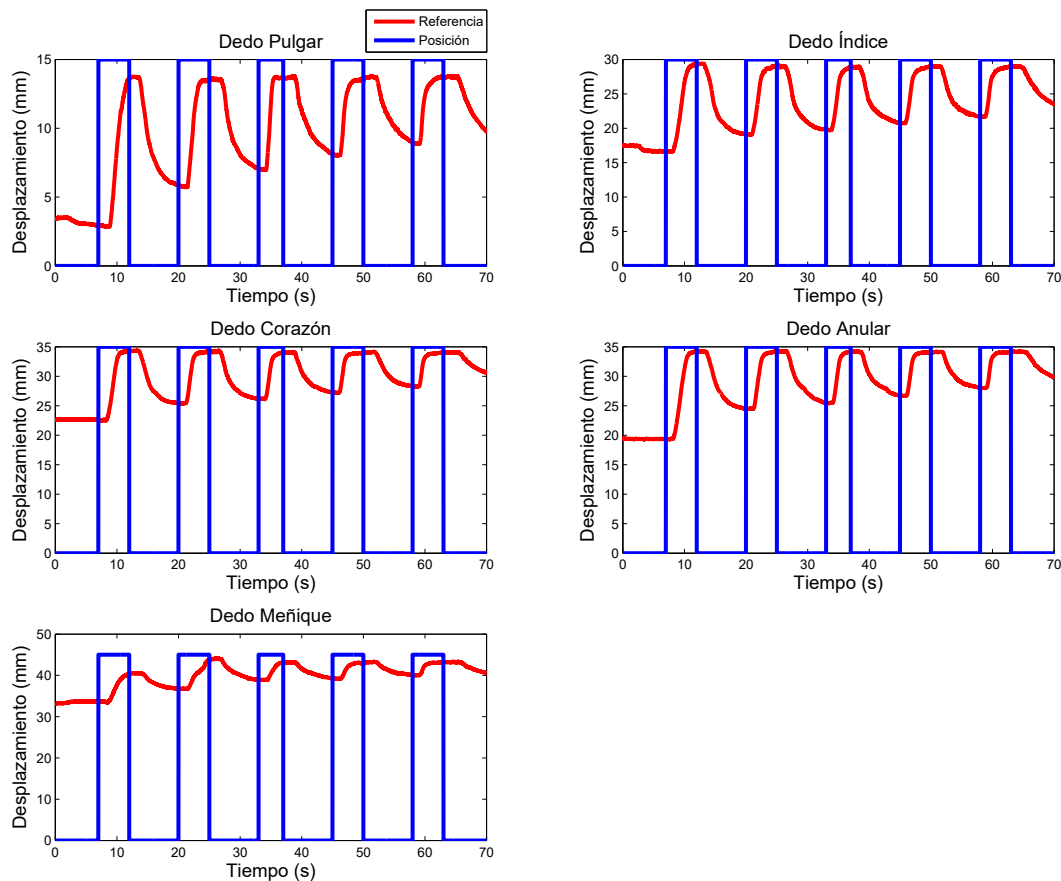 Referencia
Posición
Dedo Pulgar
Desplazamiento (mm)
15
10
5
0
0 10 20 30 40 50 60 70
Tiempo (s)
Dedo Índice
Desplazamiento (mm)
30
25
20
15
10
5
0
0 10 20 30 40 50 60 70
Tiempo (s)
Dedo Corazón
Desplazamiento (mm)
35
30
25
20
15
10
5
0
0 10 20 30 40 50 60 70
Tiempo (s)
Dedo Anular
Desplazamiento (mm)
35
30
25
20
15
10
5
0
0 10 20 30 40 50 60 70
Tiempo (s)
Dedo Meñique
Desplazamiento (mm)
50
40
30
20
10
0
0 10 20 30 40 50 60 70
Tiempo (s)